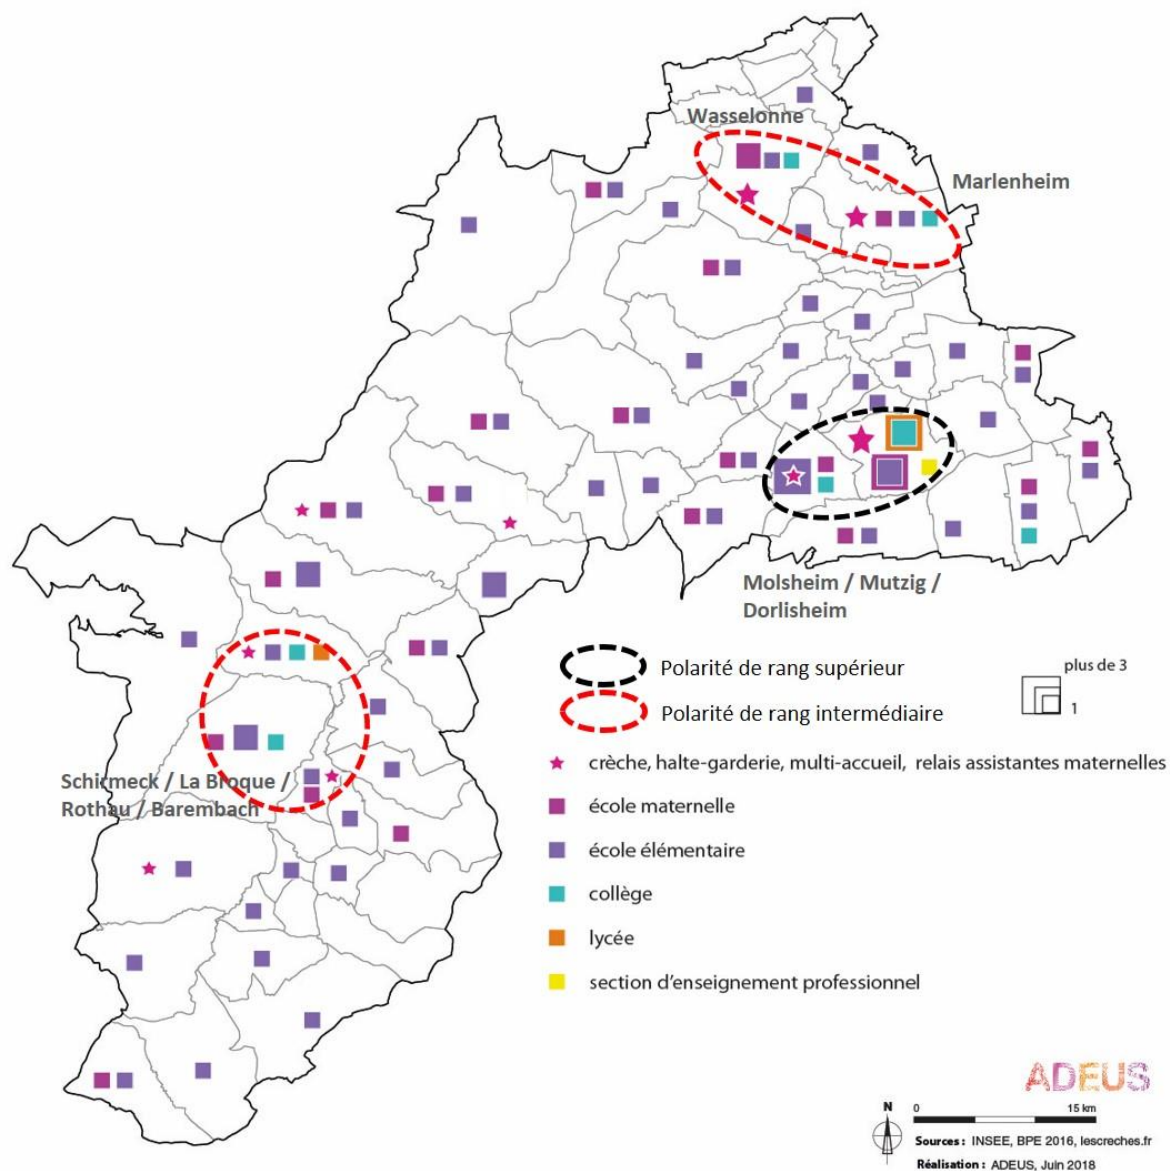 Wasselonne
Marlenheim
Molsheim / Mutzig /
Dorlisheim
Polarité de rang supérieur
Polarité de rang intermédiaire
plus de 3
1
crèche, halte-garderie, multi-accueil, relais assistantes maternelles
école maternelle
Schirmeck / La Broque /
Rothau / Barembach
école élémentaire
collège
lycée
section d'enseignement professionnel
ADEUS
N
0 15 km
Sources : INSEE, BPE 2016, lescreches.fr
Réalisation : ADEUS, Juin 2018